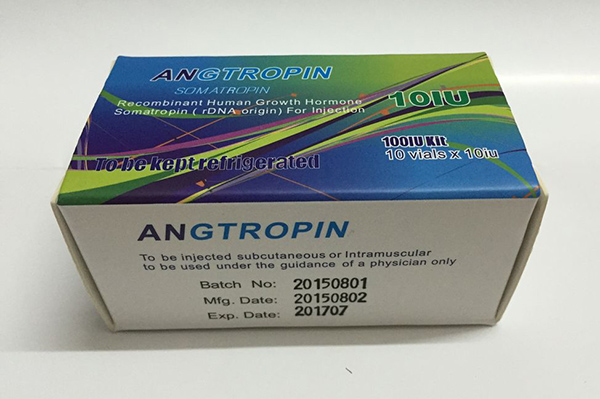 ANGTROPIN
SOMATROPIN
Recombinant Human Growth Hormone
Somatropin ( rDNA origin) For Injection
10IU
100IU Kit
10 vials x 10iu
To be kept refrigerated
ANGTROPIN
To be injected subcutaneous or Intramuscular
to be used under the guidance of a physician only
Batch No: 20150801
Mfg. Date: 20150802
Exp. Date: 201707